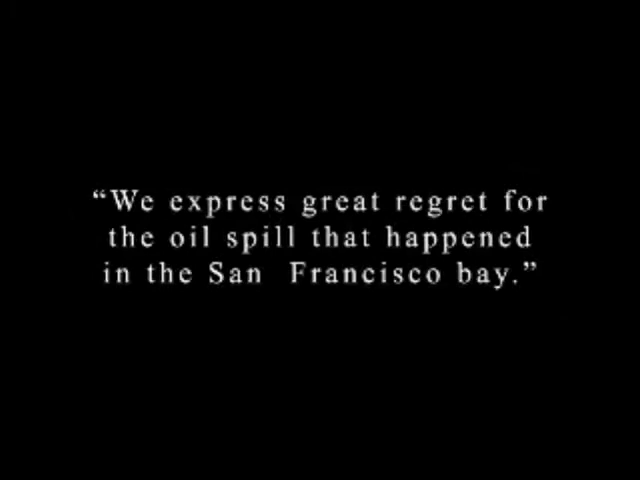 “We express great regret for
the oil spill that happened
in the San  Francisco bay.”